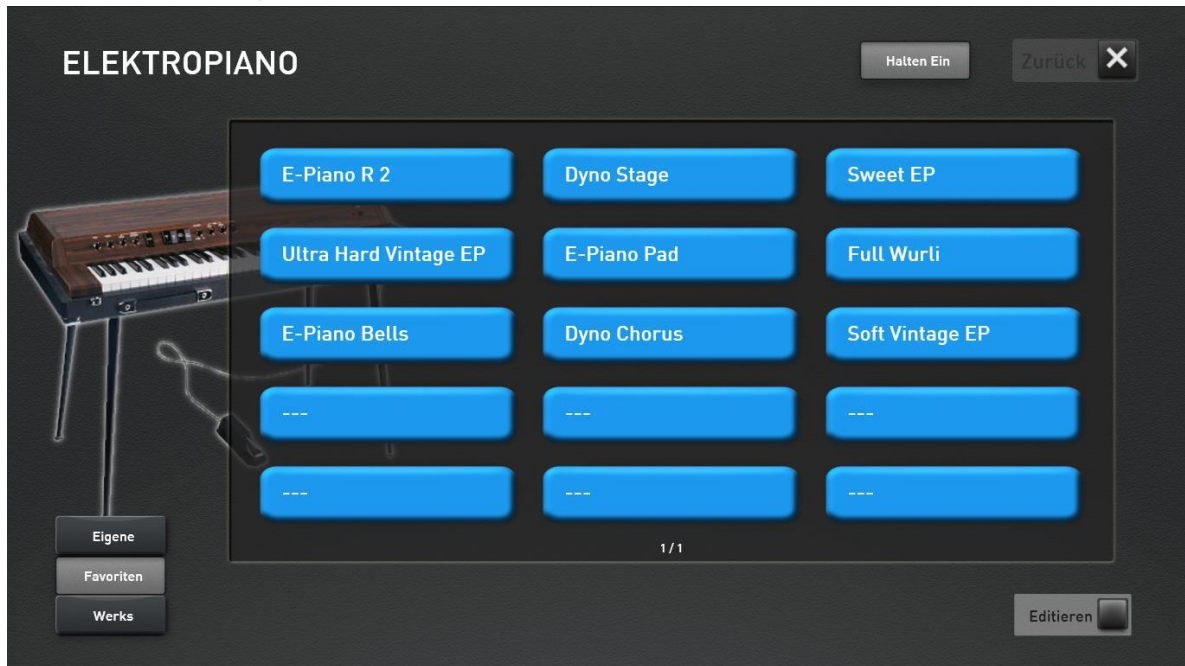 ELEKTROPIANO
Halten Ein
Zurück
E-Piano R 2
Dyno Stage
Sweet EP
Ultra Hard Vintage EP
E-Piano Pad
Full Wurli
E-Piano Bells
Dyno Chorus
Soft Vintage EP
---
---
---
---
---
---
1/1
Eigene
Favoriten
Werks
Editieren